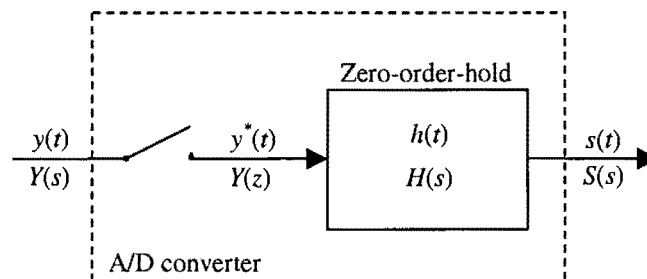 Zero-order-hold
y(t)
Y(s)
y*(t)
Y(z)
h(t)
H(s)
s(t)
S(s)
A/D converter